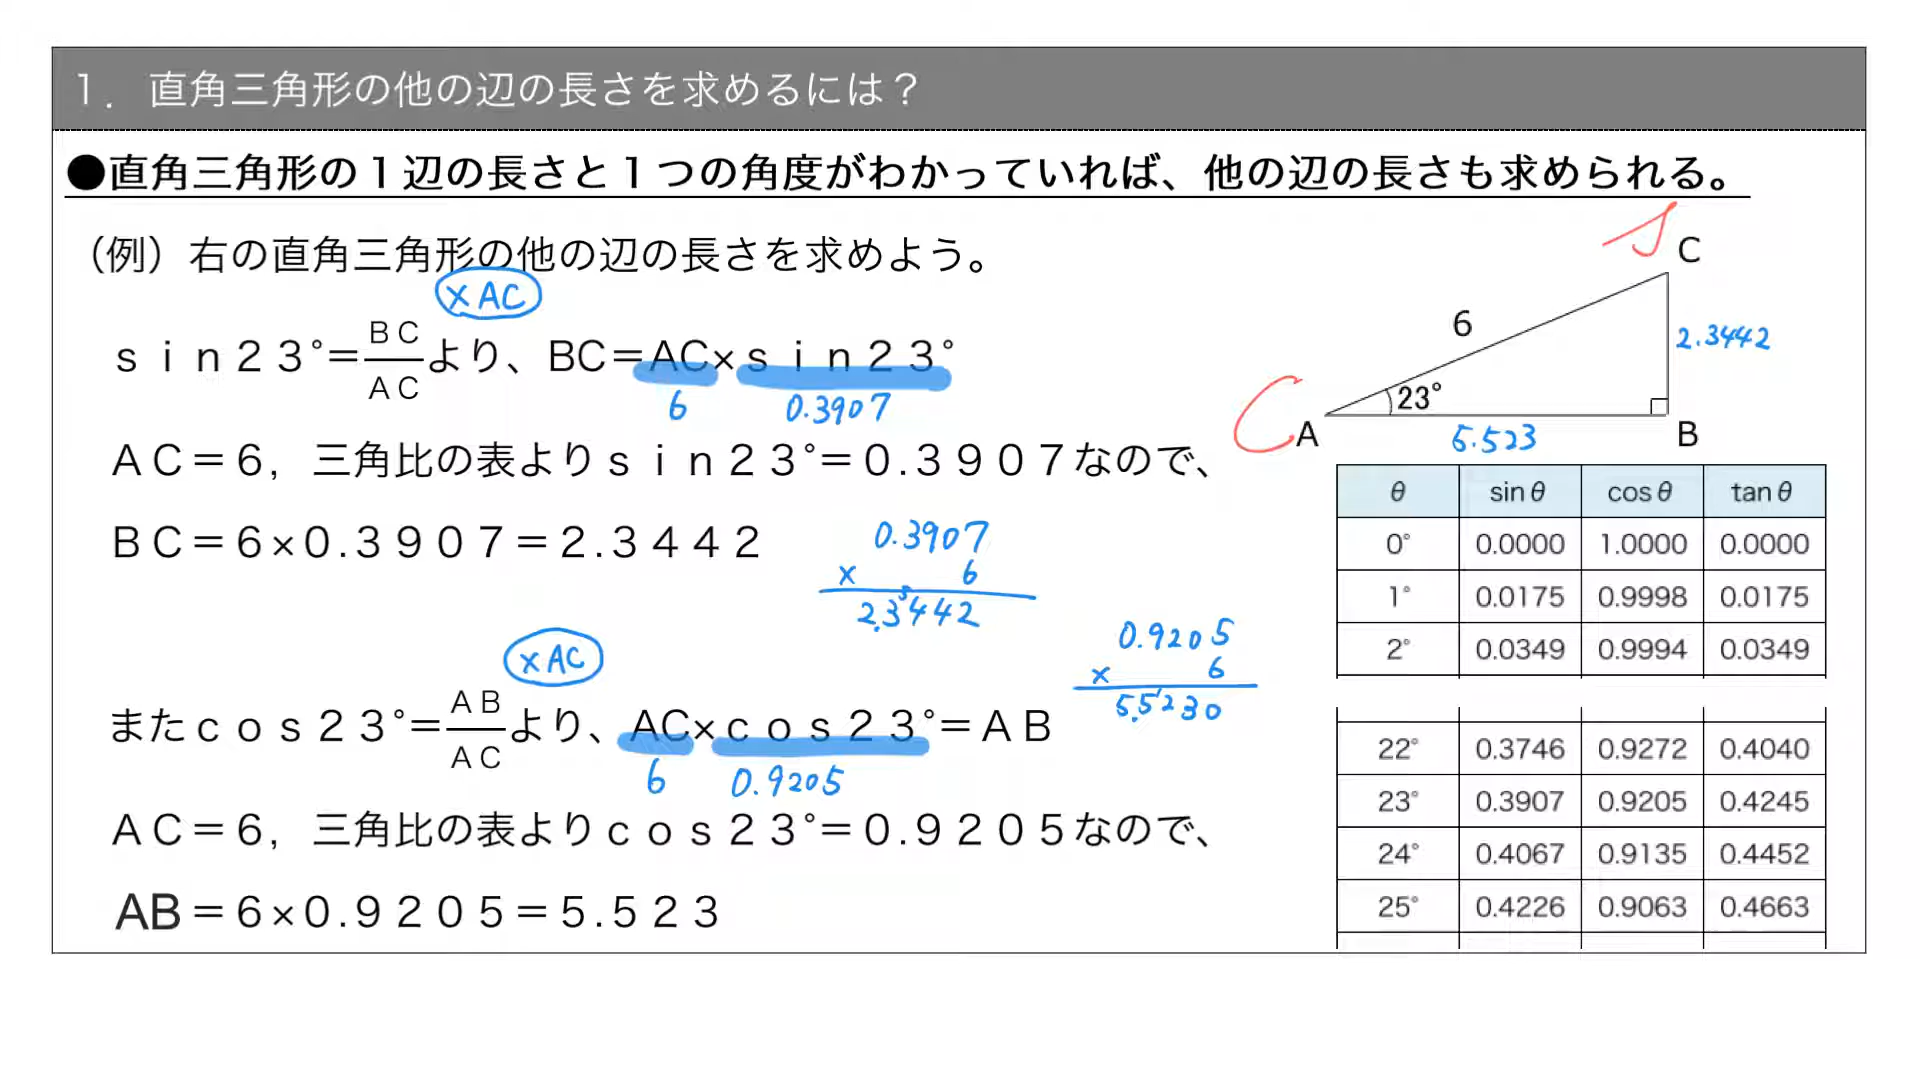 １．直角三角形の他の辺の長さを求めるには？
●直角三角形の１辺の長さと１つの角度がわかっていれば、他の辺の長さも求められる。
（例）右の直角三角形の他の辺の長さを求めよう。
×AC
ｓｉｎ２３°＝ＢＣ/ＡＣより、BC＝AC×ｓｉｎ２３°
6 0.3907
ＡＣ＝６，三角比の表よりｓｉｎ２３°＝０.３９０７なので、
ＢＣ＝６×０.３９０７＝２.３４４２
0.3907
× 6
2.3442
×AC
またｃｏｓ２３°＝ＡＢ/ＡＣより、AC×ｃｏｓ２３°＝ＡＢ
6 0.9205
0.9205
× 6
5.5230
ＡＣ＝６，三角比の表よりｃｏｓ２３°＝０.９２０５なので、
AB＝６×０.９２０５＝５.５２３
C
6
2.3442
23°
A
B
5.523
θ sinθ cosθ tanθ
0° 0.0000 1.0000 0.0000
1° 0.0175 0.9998 0.0175
2° 0.0349 0.9994 0.0349
22° 0.3746 0.9272 0.4040
23° 0.3907 0.9205 0.4245
24° 0.4067 0.9135 0.4452
25° 0.4226 0.9063 0.4663